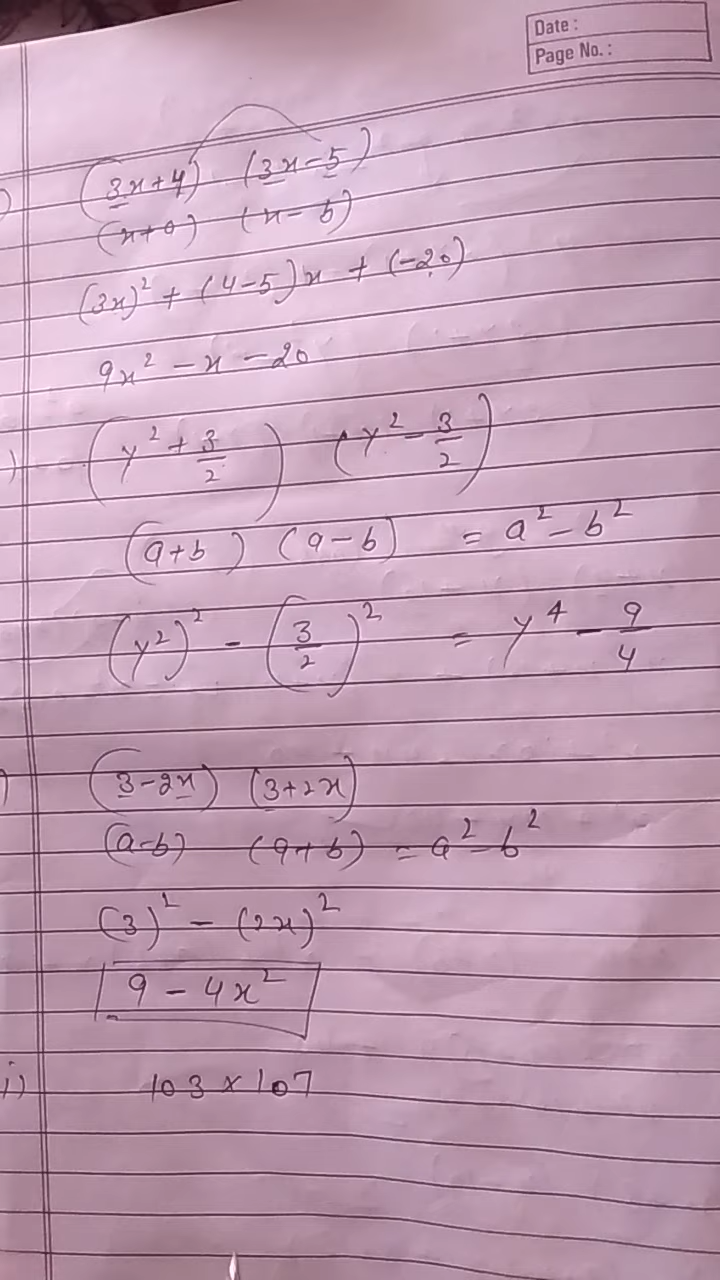 Date :
Page No. :
) (3x+4) (3x-5)
(x+a) (x-b)
(3x)² + (4-5)x + (-20)
9x² - x - 20
) (y² + 3/2) (y² - 3/2)
(a+b) (a-b) = a² - b²
(y²)² - (3/2)² = y⁴ - 9/4
) (3-2x) (3+2x)
(a-b) (a+b) = a² - b²
(3)² - (2x)²
9 - 4x²
i) 103 x 107